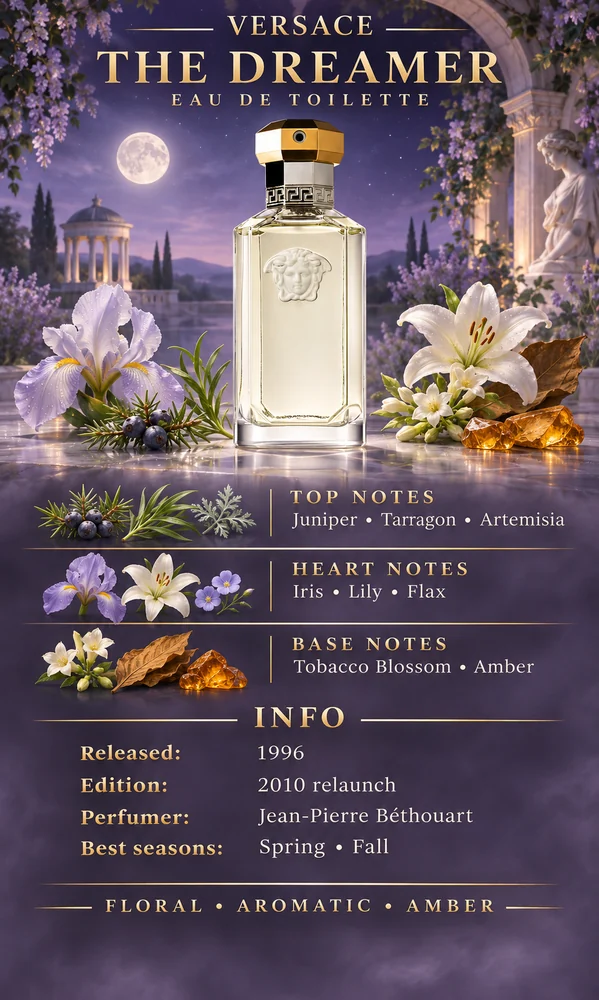 VERSACE
THE DREAMER
EAU DE TOILETTE
TOP NOTES
Juniper • Tarragon • Artemisia
HEART NOTES
Iris • Lily • Flax
BASE NOTES
Tobacco Blossom • Amber
INFO
Released: 1996
Edition: 2010 relaunch
Perfumer: Jean-Pierre Béthouart
Best seasons: Spring • Fall
FLORAL • AROMATIC • AMBER